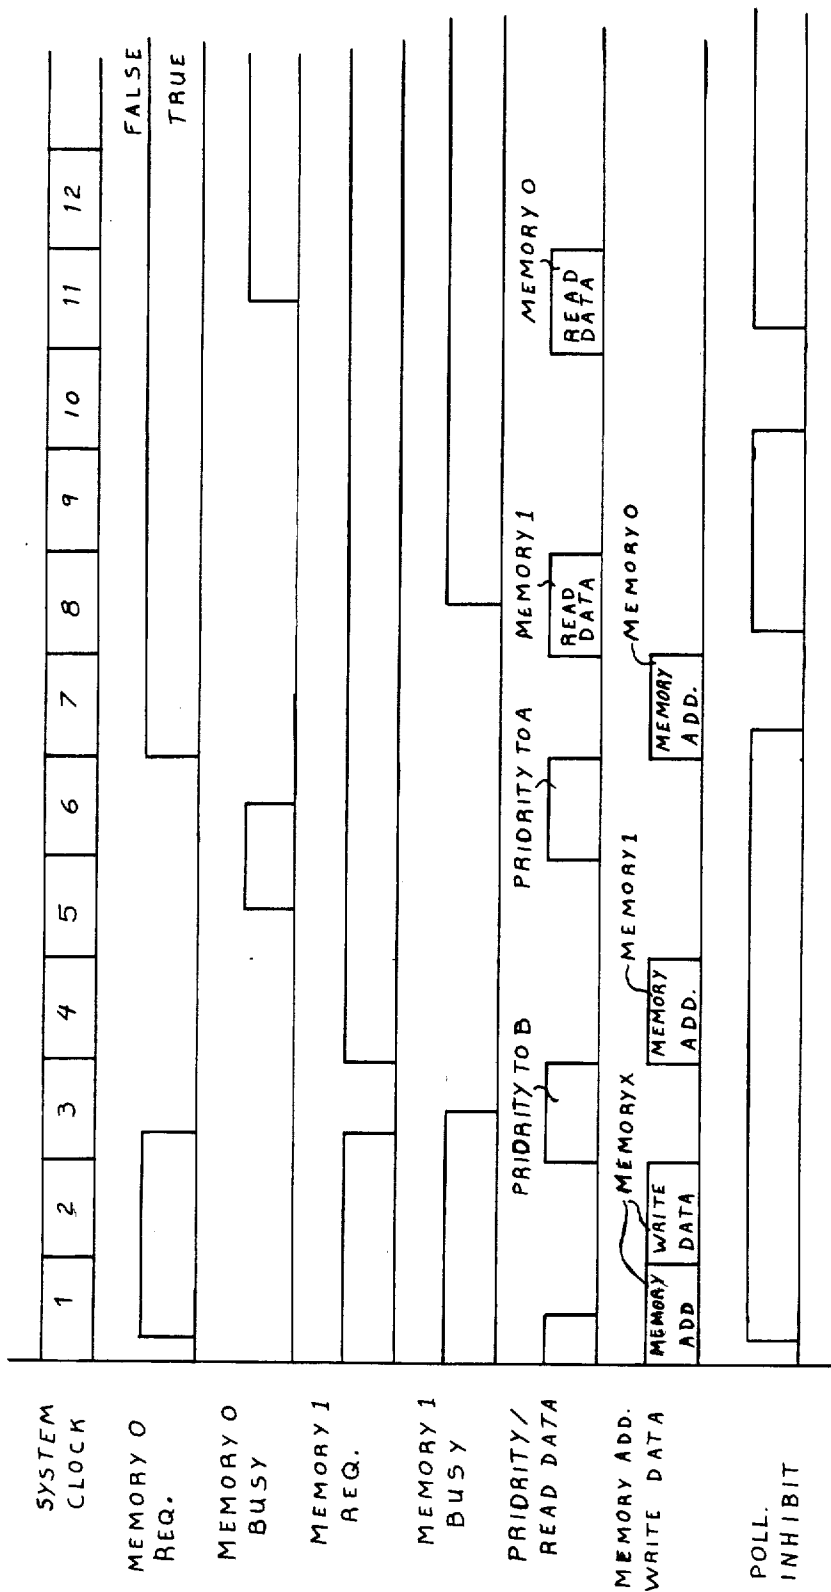 SYSTEM
CLOCK
1 2 3 4 5 6 7 8 9 10 11 12
MEMORY 0
REQ.
FALSE
TRUE
MEMORY 0
BUSY
MEMORY 1
REQ.
MEMORY 1
BUSY
PRIORITY/
READ DATA
PRIORITY TO B
PRIORITY TO A
MEMORY 1
READ
DATA
MEMORY 0
READ
DATA
MEMORY ADD.
WRITE DATA
MEMORY X
MEMORY
ADD
WRITE
DATA
MEMORY 1
MEMORY
ADD.
MEMORY 0
MEMORY
ADD.
POLL.
INHIBIT